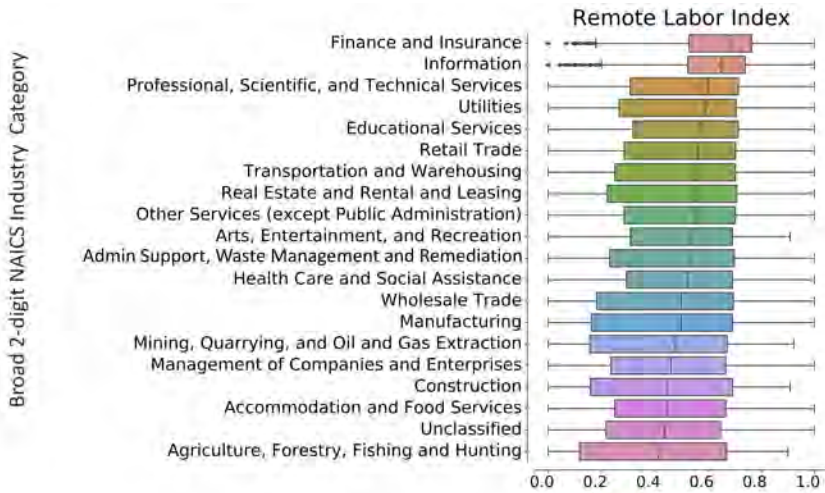 Remote Labor Index
Broad 2-digit NAICS Industry Category
Finance and Insurance
Information
Professional, Scientific, and Technical Services
Utilities
Educational Services
Retail Trade
Transportation and Warehousing
Real Estate and Rental and Leasing
Other Services (except Public Administration)
Arts, Entertainment, and Recreation
Admin Support, Waste Management and Remediation
Health Care and Social Assistance
Wholesale Trade
Manufacturing
Mining, Quarrying, and Oil and Gas Extraction
Management of Companies and Enterprises
Construction
Accommodation and Food Services
Unclassified
Agriculture, Forestry, Fishing and Hunting
0.0 0.2 0.4 0.6 0.8 1.0